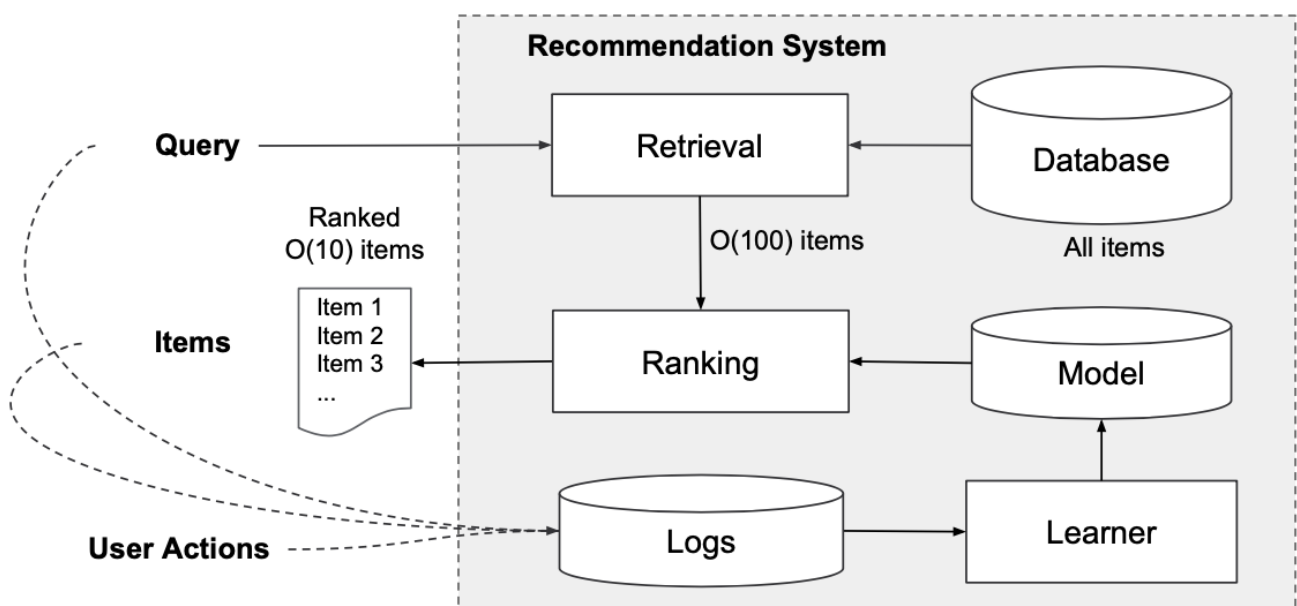 Recommendation System
Query
Retrieval
Database
Ranked
O(10) items
O(100) items
All items
Item 1
Item 2
Item 3
...
Items
Ranking
Model
User Actions
Logs
Learner